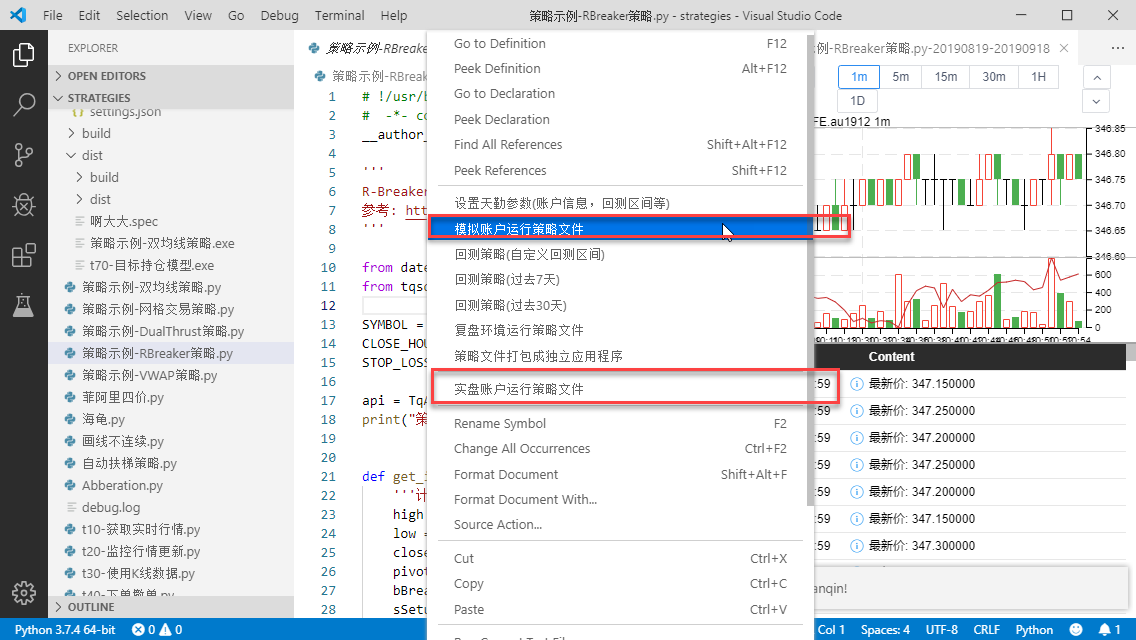 File Edit Selection View Go Debug Terminal Help
策略示例-RBreaker策略.py - strategies - Visual Studio Code
EXPLORER
OPEN EDITORS
STRATEGIES
settings.json
build
dist
build
dist
啊大大.spec
策略示例-双均线策略.exe
t70-目标持仓模型.exe
策略示例-双均线策略.py
策略示例-网格交易策略.py
策略示例-DualThrust策略.py
策略示例-RBreaker策略.py
策略示例-VWAP策略.py
菲阿里四价.py
海龟.py
画线不连续.py
自动扶梯策略.py
Abberation.py
debug.log
t10-获取实时行情.py
t20-监控行情更新.py
t30-使用K线数据.py
t40-下单撤单.py
OUTLINE
策略示例-RBreake
策略示例-RBreak
1 # !/usr/b
2 # -*- co
3 __author_
4
5 '''
6 R-Breaker
7 参考: htt
8 '''
9
10 from date
11 from tqsd
12
13 SYMBOL =
14 CLOSE_HOU
15 STOP_LOSS
16
17 api = TqA
18 print("策
19
20
21 def get_i
22 '''计
23 high
24 low =
25 close
26 pivot
27 bBrea
28 sSetu
Go to Definition F12
Peek Definition Alt+F12
Go to Declaration
Peek Declaration
Find All References Shift+Alt+F12
Peek References Shift+F12
设置天勤参数(账户信息，回测区间等)
模拟账户运行策略文件
回测策略(自定义回测区间)
回测策略(过去7天)
回测策略(过去30天)
复盘环境运行策略文件
策略文件打包成独立应用程序
实盘账户运行策略文件
Rename Symbol F2
Change All Occurrences Ctrl+F2
Format Document Shift+Alt+F
Format Document With...
Source Action...
Cut Ctrl+X
Copy Ctrl+C
Paste Ctrl+V
例-RBreaker策略.py-20190819-20190918
1m 5m 15m 30m 1H
1D
FE.au1912 1m
346.85
346.80
346.75
346.70
346.65
346.60
600
400
200
0
Content
:59 最新价: 347.150000
:59 最新价: 347.250000
:59 最新价: 347.200000
:59 最新价: 347.250000
:59 最新价: 347.200000
:59 最新价: 347.150000
:59 最新价: 347.300000
anqin!
Python 3.7.4 64-bit 0 0 Col 1 Spaces: 4 UTF-8 CRLF Python 1